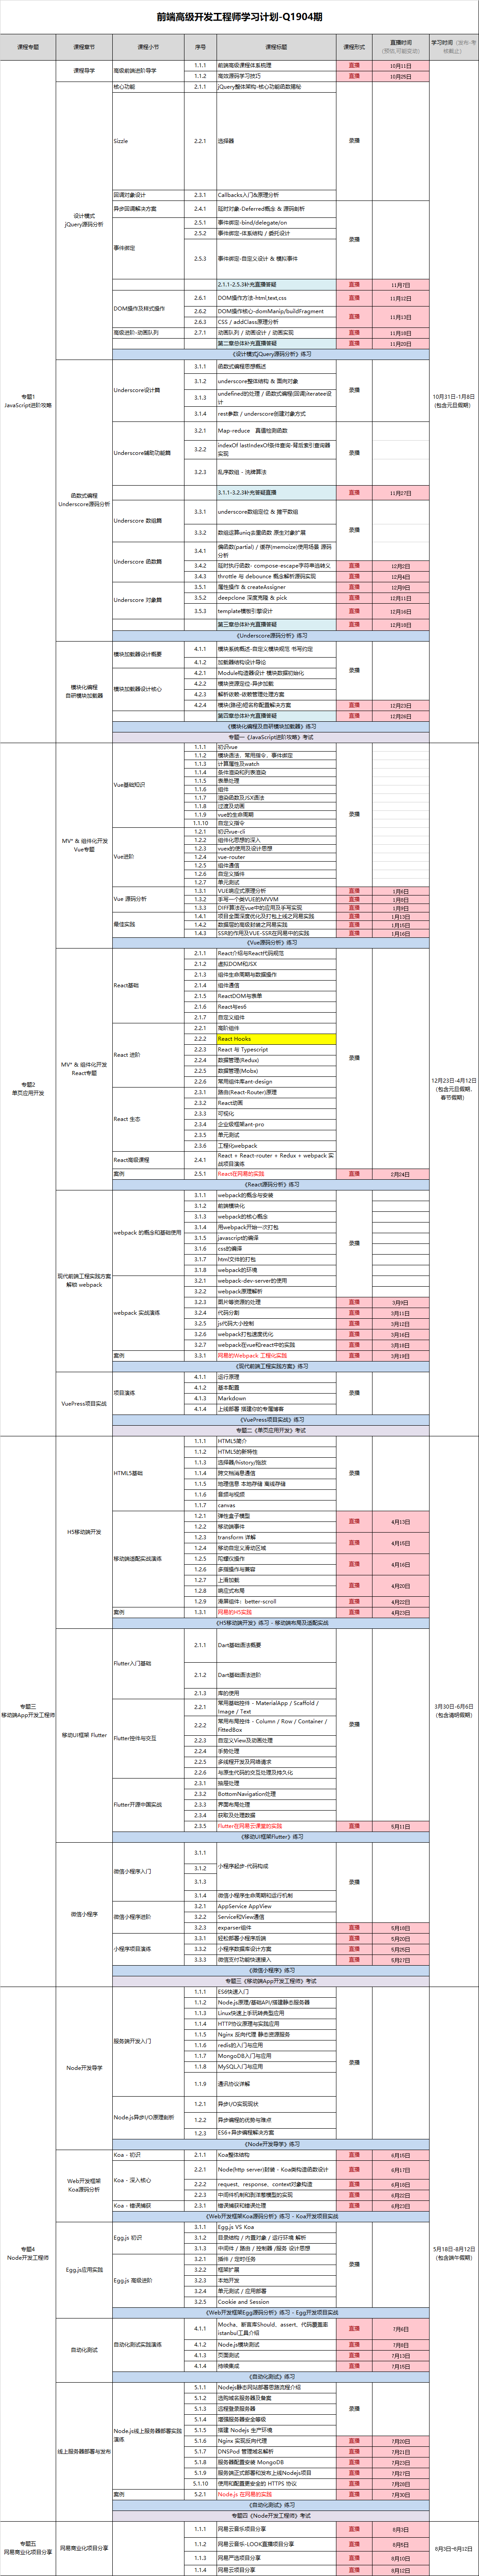 前端高级开发工程师学习计划-Q1904期
课程专题 课程章节 课程小节 序号 课程标题 课程形式 直播时间 (预估,可能变动) 学习时间 (发布-考核截止)
专题1
JavaScript进阶攻略
10月31日-1月8日
(包含元旦假期)
课程导学 高级前端进阶导学 1.1.1 前端高级课程体系梳理 直播 10月11日
1.1.2 高效源码学习技巧 直播 10月25日
设计模式
jQuery源码分析
核心功能 2.1.1 jQuery整体架构-核心功能函数揭秘 录播
Sizzle 2.2.1 选择器
回调对象设计 2.3.1 Callbacks入门&原理分析
异步回调解决方案 2.4.1 延时对象-Deferred概念 & 源码剖析 录播
事件绑定 2.5.1 事件绑定-bind/delegate/on
2.5.2 事件绑定-体系结构 / 委托设计
2.5.3 事件绑定-自定义设计 & 模拟事件
2.1.1-2.5.3补充直播答疑 直播 11月7日
DOM操作及样式操作 2.6.1 DOM操作方法-html,text,css 直播 11月12日
2.6.2 DOM操作核心-domManip/buildFragment 直播 11月13日
2.6.3 CSS / addClass原理分析
高级进阶-动画队列 2.7.1 动画队列 / 动画设计 / 动画实现 直播 11月18日
第二章总体补充直播答疑 直播 11月20日
《设计模式jQuery源码分析》练习
函数式编程
Underscore源码分析
Underscore设计篇 3.1.1 函数式编程思想概述 录播
3.1.2 underscore整体结构 & 面向对象
3.1.3 undefined的处理 / 函数式编程(回调)iteratee设计
3.1.4 rest参数 / underscore创建对象方式
Underscore辅助功能篇 3.2.1 Map-reduce 真值检测函数 录播
3.2.2 indexOf lastIndexOf条件查询-背后索引查询器实现
3.2.3 乱序数组 - 洗牌算法
3.1.1-3.2.3补充答疑直播 直播 11月27日
Underscore 数组篇 3.3.1 underscore数组定位 & 摊平数组 录播
3.3.2 数组运算uniq去重函数 原生对象扩展
Underscore 函数篇 3.4.1 偏函数(partial) / 缓存(memoize)使用场景 源码分析
3.4.2 延时执行函数- compose-escape字符串逃转义 直播 12月2日
3.4.3 throttle 与 debounce 概念解析源码实现 直播 12月4日
Underscore 对象篇 3.5.1 属性操作 & createAssigner 直播 12月9日
3.5.2 deepclone 深度克隆 & pick 直播 12月11日
3.5.3 template模板引擎设计 直播 12月16日
第三章总体补充直播答疑 直播 12月18日
《Underscore源码分析》练习
模块化编程
自研模块加载器
模块加载器设计概要 4.1.1 模块系统概述-自定义模块规范 书写约定 录播
4.1.2 加载器结构设计导论
模块加载器设计核心 4.2.1 Module构造器设计 模块数据初始化
4.2.2 模块资源定位-异步加载
4.2.3 解析依赖-依赖管理处理方案
4.2.4 模块(路径)短名称配置解决方案 直播 12月23日
第四章总体补充直播答疑 直播 12月26日
《模块化编程及自研模块加载器》练习
专题一《JavaScript进阶攻略》考试
专题2
单页应用开发
12月23日-4月12日
(包含元旦假期、春节假期)
MV* & 组件化开发
Vue专题
Vue基础知识 1.1.1 初识vue 录播
1.1.2 模块语法、常用指令、事件绑定
1.1.3 计算属性及watch
1.1.4 条件渲染和列表渲染
1.1.5 表单处理
1.1.6 组件
1.1.7 渲染函数及JSX语法
1.1.8 过渡及动画
1.1.9 vue的生命周期
1.1.10 自定义指令
Vue进阶 1.2.1 初识vue-cli
1.2.2 组件化思想的深入
1.2.3 vuex的使用及设计思想
1.2.4 vue-router
1.2.5 组件通信
1.2.6 自定义插件
1.2.7 单元测试
Vue 源码分析 1.3.1 VUE响应式原理分析 直播 1月6日
1.3.2 手写一个类VUE的MVVM 直播 1月8日
1.3.3 DIFF算法在vue中的应用及手写实现 直播 1月9日
最佳实践 1.4.1 项目全面深度优化及打包上线之网易实践 直播 1月13日
1.4.2 数据层的高级封装之网易实践 直播 1月15日
1.4.3 SSR的作用及VUE-SSR在网易中的实践 直播 1月16日
《Vue源码分析》练习
MV* & 组件化开发
React专题
React基础 2.1.1 React介绍与React代码规范 录播
2.1.2 虚拟DOM和JSX
2.1.3 组件生命周期与数据操作
2.1.4 组件通信
2.1.5 ReactDOM与表单
2.1.6 React与es6
2.1.7 自定义组件
React 进阶 2.2.1 高阶组件
2.2.2 React Hooks
2.2.3 React 与 Typescript
2.2.4 数据管理(Redux)
2.2.5 数据管理(Mobx)
2.2.6 常用组件库ant-design
React 生态 2.3.1 路由(React-Router)原理
2.3.2 React动画
2.3.3 可视化
2.3.4 企业级框架ant-pro
2.3.5 单元测试
2.3.6 工程化webpack
React高级课程 2.4.1 React + React-router + Redux + webpack 实战项目演练
案例 2.5.1 React在网易的实践 直播 2月24日
《React源码分析》练习
现代前端工程实践方案
解锁 webpack
webpack 的概念和基础使用 3.1.1 webpack的概念与安装 录播
3.1.2 前端模块化
3.1.3 webpack的核心概念
3.1.4 用webpack开始一次打包
3.1.5 javascript的编译
3.1.6 css的编译
3.1.7 html文件的打包
3.1.8 webpack的环境
webpack 实战演练 3.2.1 webpack-dev-server的使用
3.2.2 webpack原理解析
3.2.3 图片等资源的处理 直播 3月9日
3.2.4 代码分割 直播 3月11日
3.2.5 js代码大小控制 直播 3月12日
3.2.6 webpack打包速度优化 直播 3月16日
3.2.7 webpack在vue和react中的实践 直播 3月18日
案例 3.3.1 网易的Webpack 工程化实践 直播 3月19日
《现代前端工程实践方案》练习
VuePress项目实战 项目演练 4.1.1 运行原理 录播
4.1.2 基本配置
4.1.3 Markdown
4.1.4 上线部署 搭建你的专属博客
《VuePress项目实战》练习
专题二《单页应用开发》考试
专题三
移动端App开发工程师
3月30日-6月6日
(包含清明假期)
H5移动端开发
HTML5基础 1.1.1 HTML5简介 录播
1.1.2 HTML5的新特性
1.1.3 选择器/history/拖放
1.1.4 跨文档消息通信
1.1.5 地理信息 本地存储 离线存储
1.1.6 音频与视频
1.1.7 canvas
移动端适配实战演练 1.2.1 弹性盒子模型 直播 4月13日
1.2.2 移动端事件
1.2.3 transform 详解 直播 4月15日
1.2.4 移动自定义滑动区域
1.2.5 陀螺仪操作 直播 4月16日
1.2.6 多指操作与兼容
1.2.7 上滑加载 直播 4月20日
1.2.8 响应式布局
1.2.9 滑屏组件: better-scroll 直播 4月22日
案例 1.3.1 网易的H5实践 直播 4月23日
《H5移动端开发》练习 - 移动端布局及适配实战
移动UI框架 Flutter
Flutter入门基础 2.1.1 Dart基础语法概要 录播
2.1.2 Dart基础语法进阶
2.1.3 库的使用
Flutter控件与交互 2.2.1 常用基础控件 - MaterialApp / Scaffold / Image / Text
2.2.2 常用布局控件 - Column / Row / Container / FittedBox
2.2.3 自定义View及动画处理
2.2.4 手势处理
2.2.5 多线程开发及网络请求
2.2.6 与原生代码的交互处理及持久化
Flutter开源中国实战 2.3.1 抽屉处理
2.3.2 BottomNavigation处理
2.3.3 界面布局处理
2.3.4 获取及处理数据
2.3.5 Flutter在网易云课堂的实践 直播 5月11日
《移动UI框架Flutter》练习
微信小程序
微信小程序入门 3.1.1 小程序起步-代码构成 录播
3.1.2
3.1.3
3.1.4 微信小程序生命周期和运行机制
微信小程序进阶 3.2.1 AppService AppView
3.2.2 Service和View通信
3.2.3 exparser组件 直播 5月18日
小程序项目演练 3.3.1 轻松部署小程序后端 直播 5月20日
3.3.2 小程序数据库设计方案 直播 5月25日
3.3.3 微信支付功能快速接入 直播 5月27日
《微信小程序》练习
专题三《移动端App开发工程师》考试
专题4
Node开发工程师
5月18日-8月12日
(包含端午假期)
Node开发导学
服务端开发入门 1.1.1 ES6快速入门 录播
1.1.2 Node.js原理/基础API/搭建静态服务器
1.1.3 Linux快速上手玩转典型应用
1.1.4 HTTP协议原理与实践应用
1.1.5 Nginx 反向代理 静态资源服务
1.1.6 redis的入门与应用
1.1.7 MongoDB入门与应用
1.1.8 MySQL入门与应用
1.1.9 通讯协议详解
Node.js异步I/O原理剖析 1.2.1 异步I/O实现现状
1.2.2 异步编程的优势与难点
1.2.3 ES6+异步编程解决方案
《Node开发导学》练习
Web开发框架
Koa源码分析
Koa - 初识 2.1.1 Koa整体结构 直播 6月15日
Koa - 深入核心 2.2.1 Node(http server)封装 - Koa类构造函数设计 直播 6月17日
2.2.2 request、response、context对象构造 直播 6月18日
2.2.3 中间件机制和剥洋葱模型的实现 直播 6月22日
Koa - 错误捕获 2.3.1 错误捕获和错误处理 直播 6月23日
《Web开发框架Koa源码分析》练习 - Koa开发项目实战
Egg.js应用实践
Egg.js 初识 3.1.1 Egg.js VS Koa 录播
3.1.2 目录结构 / 内置对象 / 运行环境 解析
3.1.3 中间件 / 路由 / 控制器 /服务 设计思想
Egg.js 高级进阶 3.2.1 插件 / 定时任务
3.2.2 框架扩展
3.2.3 本地开发
3.2.4 单元测试 / 应用部署
3.2.5 Cookie and Session
《Web开发框架Egg源码分析》练习 - Egg开发项目实战
自动化测试 自动化测试实践演练 4.1.1 Mocha、断言库Should、assert、代码覆盖面istanbul工具介绍 直播 7月6日
4.1.2 Node.js模块测试 直播 7月8日
4.1.3 页面测试 直播 7月13日
4.1.4 持续集成 直播 7月15日
《自动化测试》练习
线上服务器部署与发布
Node.js线上服务器部署实践演练 5.1.1 Nodejs静态网站部署思路流程介绍 录播
5.1.2 选购域名服务器及备案
5.1.3 远程登录服务器
5.1.4 增强服务器安全等级
5.1.5 搭建 Nodejs 生产环境
5.1.6 Nginx 实现反向代理 直播 7月20日
5.1.7 DNSPod 管理域名解析 直播 7月21日
5.1.8 服务器配置安装 MongoDB 直播 7月23日
5.1.9 服务端正式部署和发布上线Nodejs项目 直播 7月27日
5.1.10 使用和配置更安全的 HTTPS 协议 直播 7月28日
案例 5.2.1 Node.js 在网易的实践 直播 7月30日
《自动化测试》练习
专题四《Node开发工程师》考试
专题五
网易商业化项目分享
网易商业化项目分享 1.1.1 网易云音乐项目分享 直播 8月3日 8月3日-8月12日
1.1.2 网易云音乐-LOOK直播项目分享 直播 8月5日
1.1.3 网易严选项目分享 直播 8月10日
1.1.4 网易云项目分享 直播 8月12日